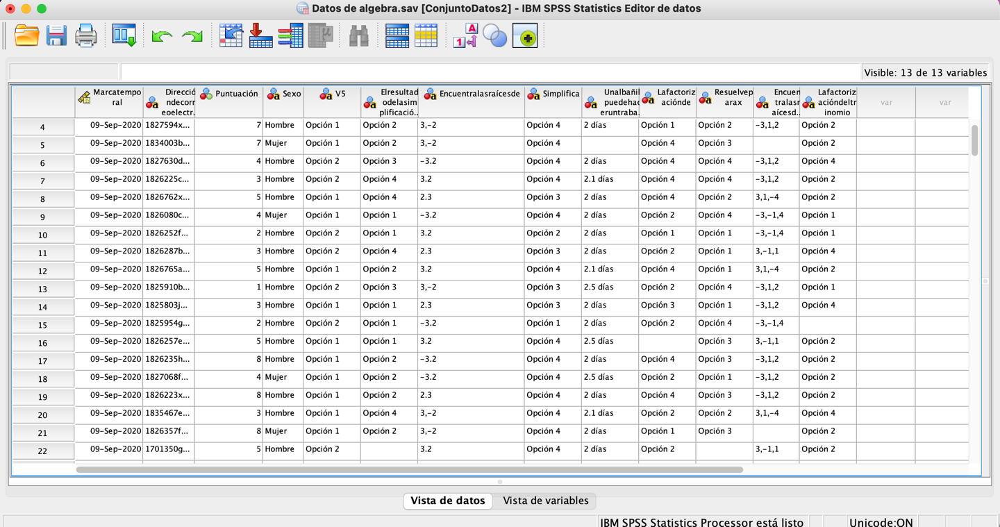 Datos de algebra.sav [ConjuntoDatos2] - IBM SPSS Statistics Editor de datos
Visible: 13 de 13 variables
Marcatemporal Direcciόndecorreoelectr. Puntuación Sexo V5 Elresultadodelasimplificació... Encuentralasraícesde Simplifica Unalbañilpuedehaceruntraba. Lafactorizaciónde Resuelveparax Encuentralasraícesd.. Lafactorizacióndeltrinomio var var
4 09-Sep-2020 1827594x... 7 Hombre Opción 1 Opción 2 3,-2 Opción 4 2 días Opción 1 Opción 2 -3,1,2 Opción 2
5 09-Sep-2020 1834003b... 7 Mujer Opción 1 Opción 2 3,-2 Opción 4 Opción 4 Opción 3 Opción 2
6 09-Sep-2020 1827630d... 4 Hombre Opción 2 Opción 3 -3.2 Opción 4 2 días Opción 4 Opción 4 -3,1,2 Opción 4
7 09-Sep-2020 1826225c... 3 Hombre Opción 2 Opción 4 3.2 Opción 4 2.1 días Opción 4 Opción 4 -3,1,2 Opción 2
8 09-Sep-2020 1826762x... 5 Hombre Opción 1 Opción 4 2.3 Opción 3 2 días Opción 4 Opción 2 3,1,-4 Opción 2
9 09-Sep-2020 1826080c... 4 Mujer Opción 1 Opción 1 -3.2 Opción 4 2 días Opción 2 Opción 4 -3,-1,4 Opción 1
10 09-Sep-2020 1826252f... 2 Hombre Opción 2 Opción 1 3.2 Opción 2 2 días Opción 1 Opción 1 -3,-1,4 Opción 1
11 09-Sep-2020 1826287b... 3 Hombre Opción 2 Opción 4 2.3 Opción 3 2 días Opción 2 Opción 1 3,-1,1 Opción 4
12 09-Sep-2020 1826765a... 5 Hombre Opción 1 Opción 2 3.2 Opción 4 2.1 días Opción 4 Opción 1 3,1,-4 Opción 2
13 09-Sep-2020 1825910b... 1 Hombre Opción 2 Opción 3 3,-2 Opción 3 2.5 días Opción 2 Opción 4 -3,1,2 Opción 1
14 09-Sep-2020 1825803j... 3 Hombre Opción 1 Opción 1 2.3 Opción 3 2 días Opción 3 Opción 1 -3,1,2 Opción 4
15 09-Sep-2020 1825954g... 2 Hombre Opción 2 Opción 1 -3.2 Opción 1 2 días Opción 2 Opción 4 -3,-1,4
16 09-Sep-2020 1826257e... 5 Hombre Opción 1 Opción 1 3.2 Opción 4 2.5 días Opción 3 3,-1,1 Opción 2
17 09-Sep-2020 1826235h... 8 Hombre Opción 1 Opción 2 -3.2 Opción 4 2 días Opción 4 Opción 3 -3,1,2 Opción 2
18 09-Sep-2020 1827068f... 4 Mujer Opción 1 Opción 2 -3.2 Opción 4 2.5 días Opción 2 Opción 1 -3,1,2 Opción 2
19 09-Sep-2020 1826223x... 8 Hombre Opción 1 Opción 2 2.3 Opción 4 2 días Opción 4 Opción 3 -3,1,2 Opción 2
20 09-Sep-2020 1835467e... 3 Hombre Opción 1 Opción 4 3,-2 Opción 4 2.1 días Opción 2 Opción 2 3,1,-4 Opción 4
21 09-Sep-2020 1826357f... 8 Mujer Opción 1 Opción 2 3,-2 Opción 4 2 días Opción 1 Opción 3 Opción 2
22 09-Sep-2020 1701350g... 5 Hombre Opción 2 3.2 Opción 4 2 días Opción 2 3,-1,1 Opción 2
Vista de datos Vista de variables
IBM SPSS Statistics Processor está listo Unicode:ON